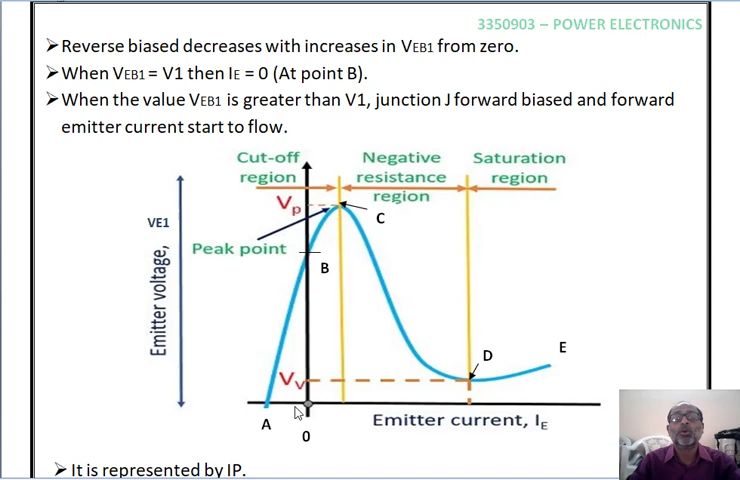 3350903 – POWER ELECTRONICS
➤Reverse biased decreases with increases in VEB1 from zero.
➤When VEB1 = V1 then IE = 0 (At point B).
➤When the value VEB1 is greater than V1, junction J forward biased and forward
emitter current start to flow.
Cut-off
region
Negative
resistance
region
Saturation
region
Vp
C
VE1
Peak point
B
Emitter voltage,
D
E
Vv
A
0
Emitter current, IE
➤ It is represented by IP.